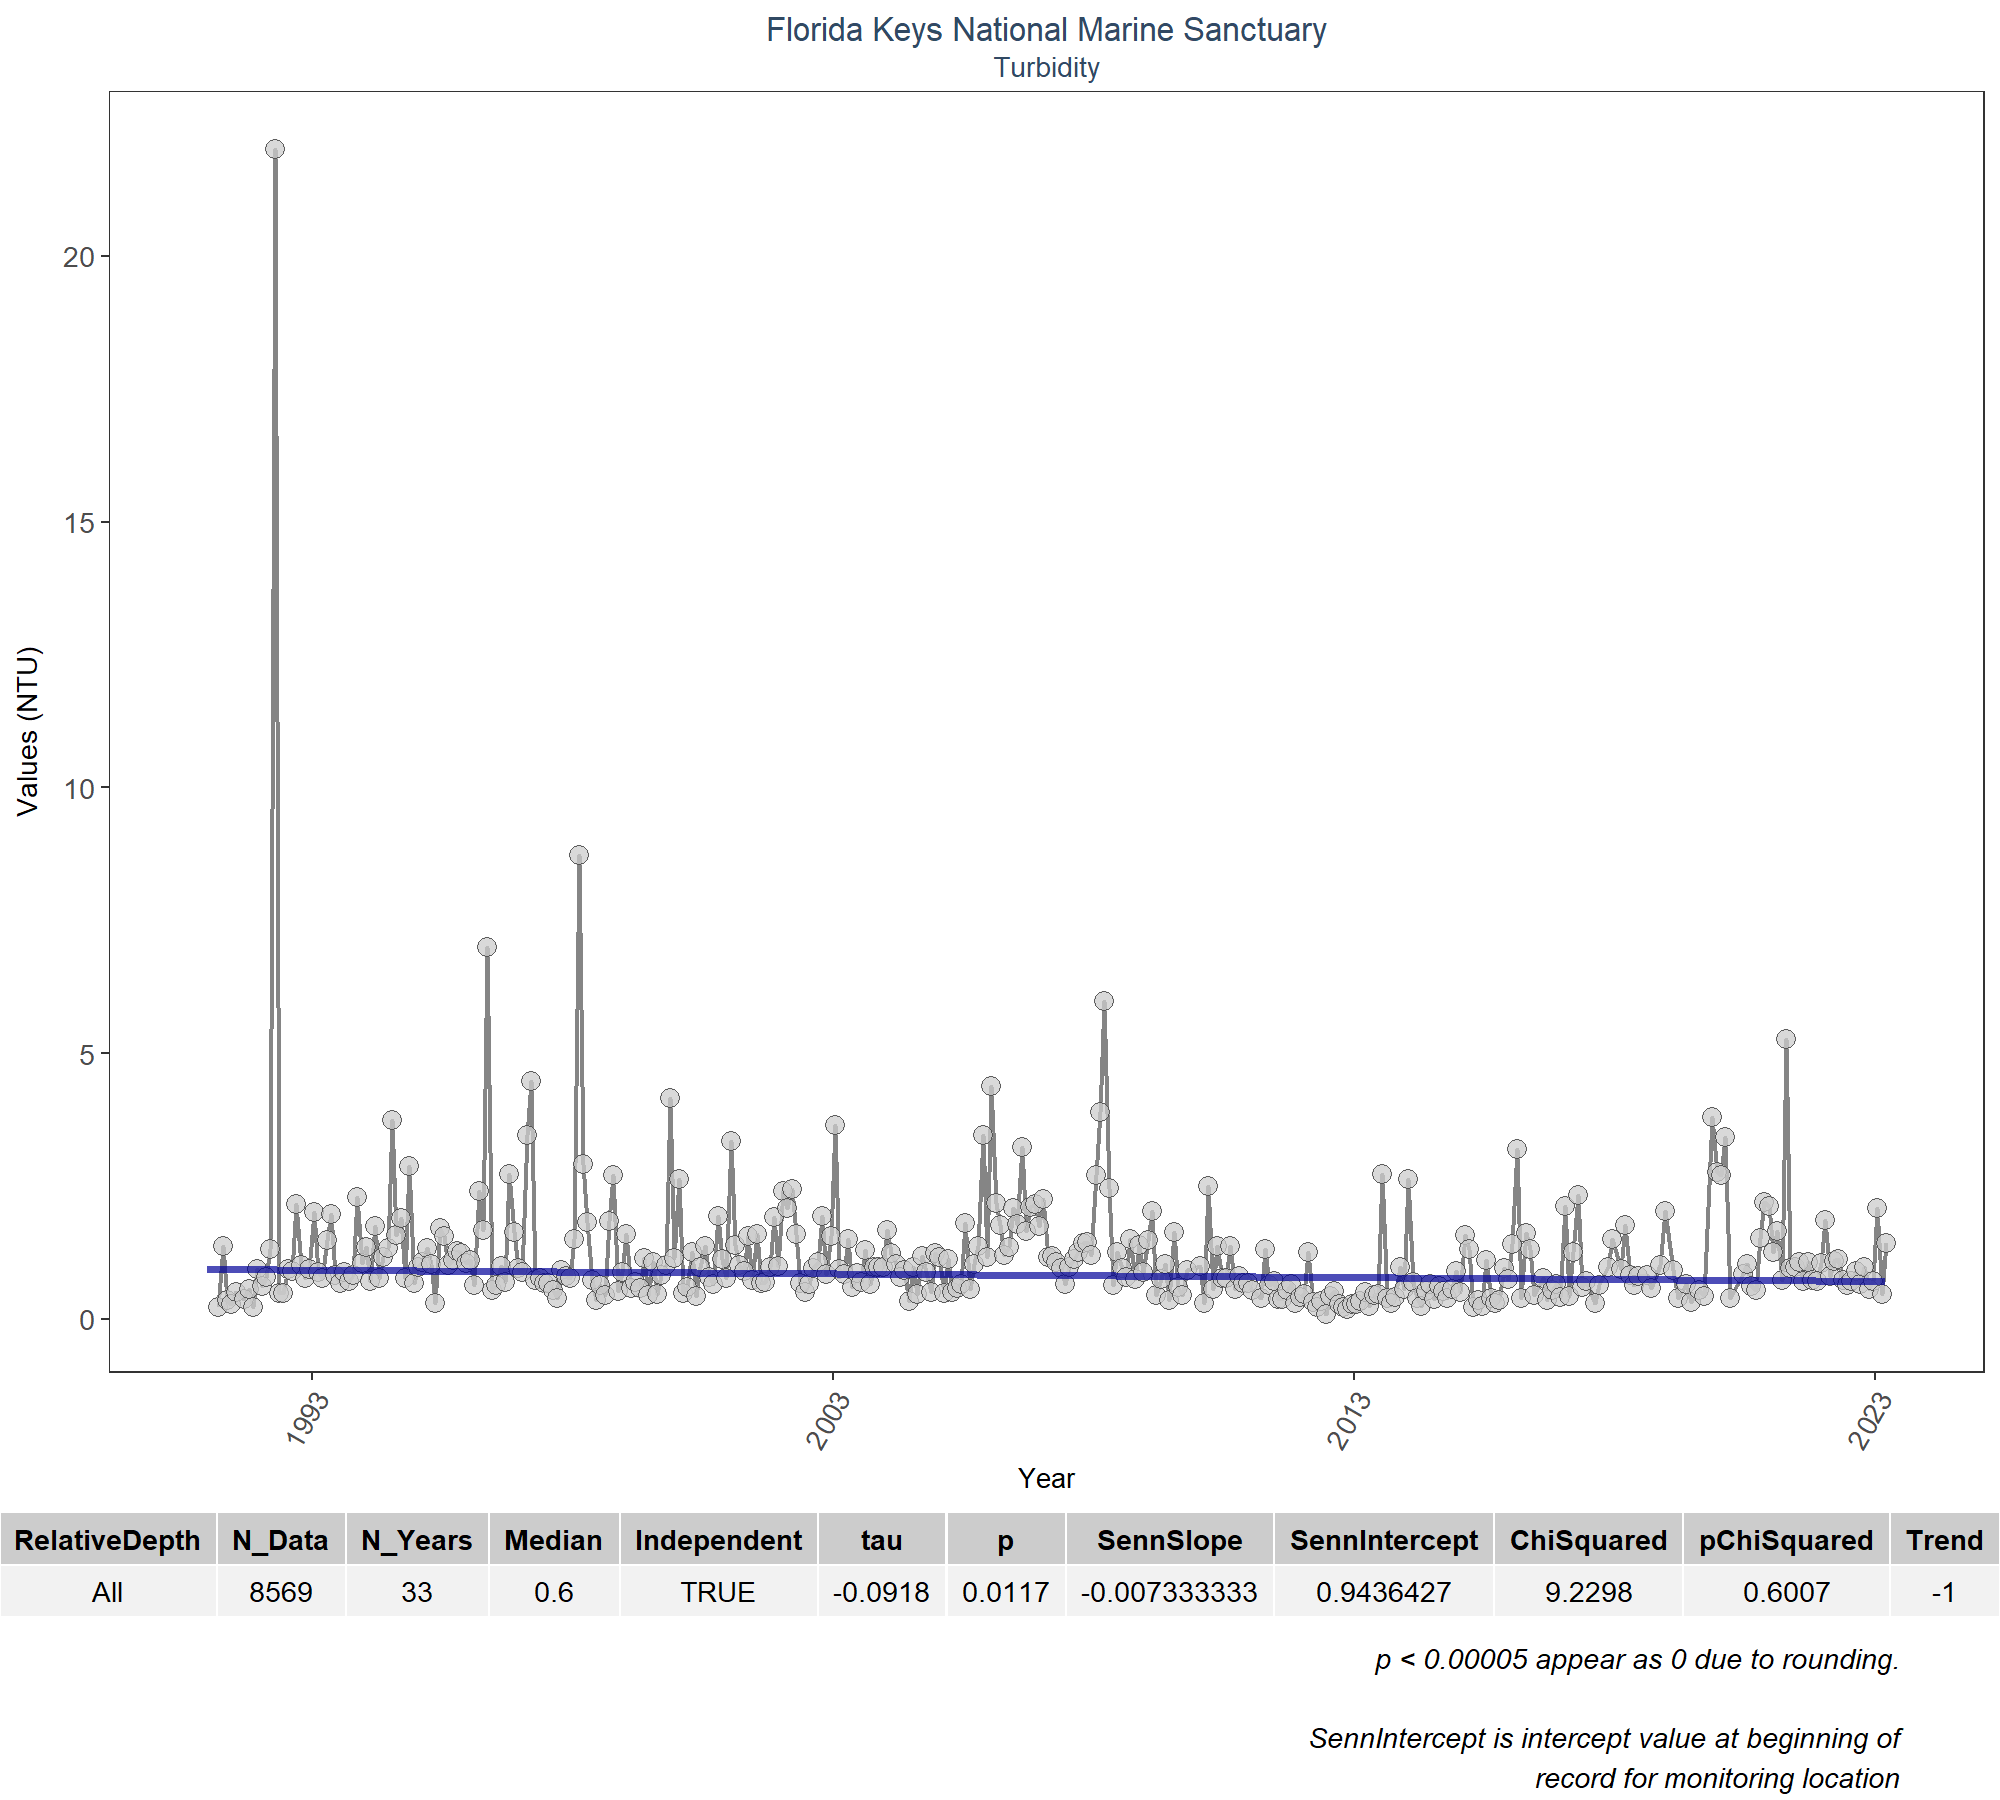 Florida Keys National Marine Sanctuary
Turbidity
Values (NTU)
20
15
10
5
0
1993
2003
2013
2023
Year
RelativeDepth N_Data N_Years Median Independent tau p SennSlope SennIntercept ChiSquared pChiSquared Trend
All 8569 33 0.6 TRUE -0.0918 0.0117 -0.007333333 0.9436427 9.2298 0.6007 -1
p < 0.00005 appear as 0 due to rounding.
SennIntercept is intercept value at beginning of
record for monitoring location